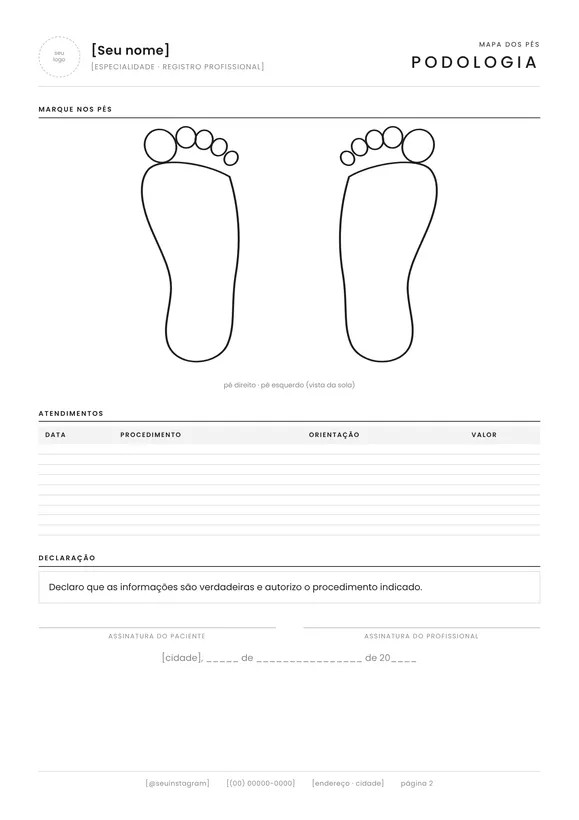 seu
logo
[Seu nome]
[ESPECIALIDADE · REGISTRO PROFISSIONAL]
MAPA DOS PÉS
PODOLOGIA
MARQUE NOS PÉS
pé direito · pé esquerdo (vista da sola)
ATENDIMENTOS
DATA PROCEDIMENTO ORIENTAÇÃO VALOR
DECLARAÇÃO
Declaro que as informações são verdadeiras e autorizo o procedimento indicado.
ASSINATURA DO PACIENTE ASSINATURA DO PROFISSIONAL
[cidade], _____ de ________________ de 20____
[@seuinstagram] [(00) 00000-0000] [endereço · cidade] página 2